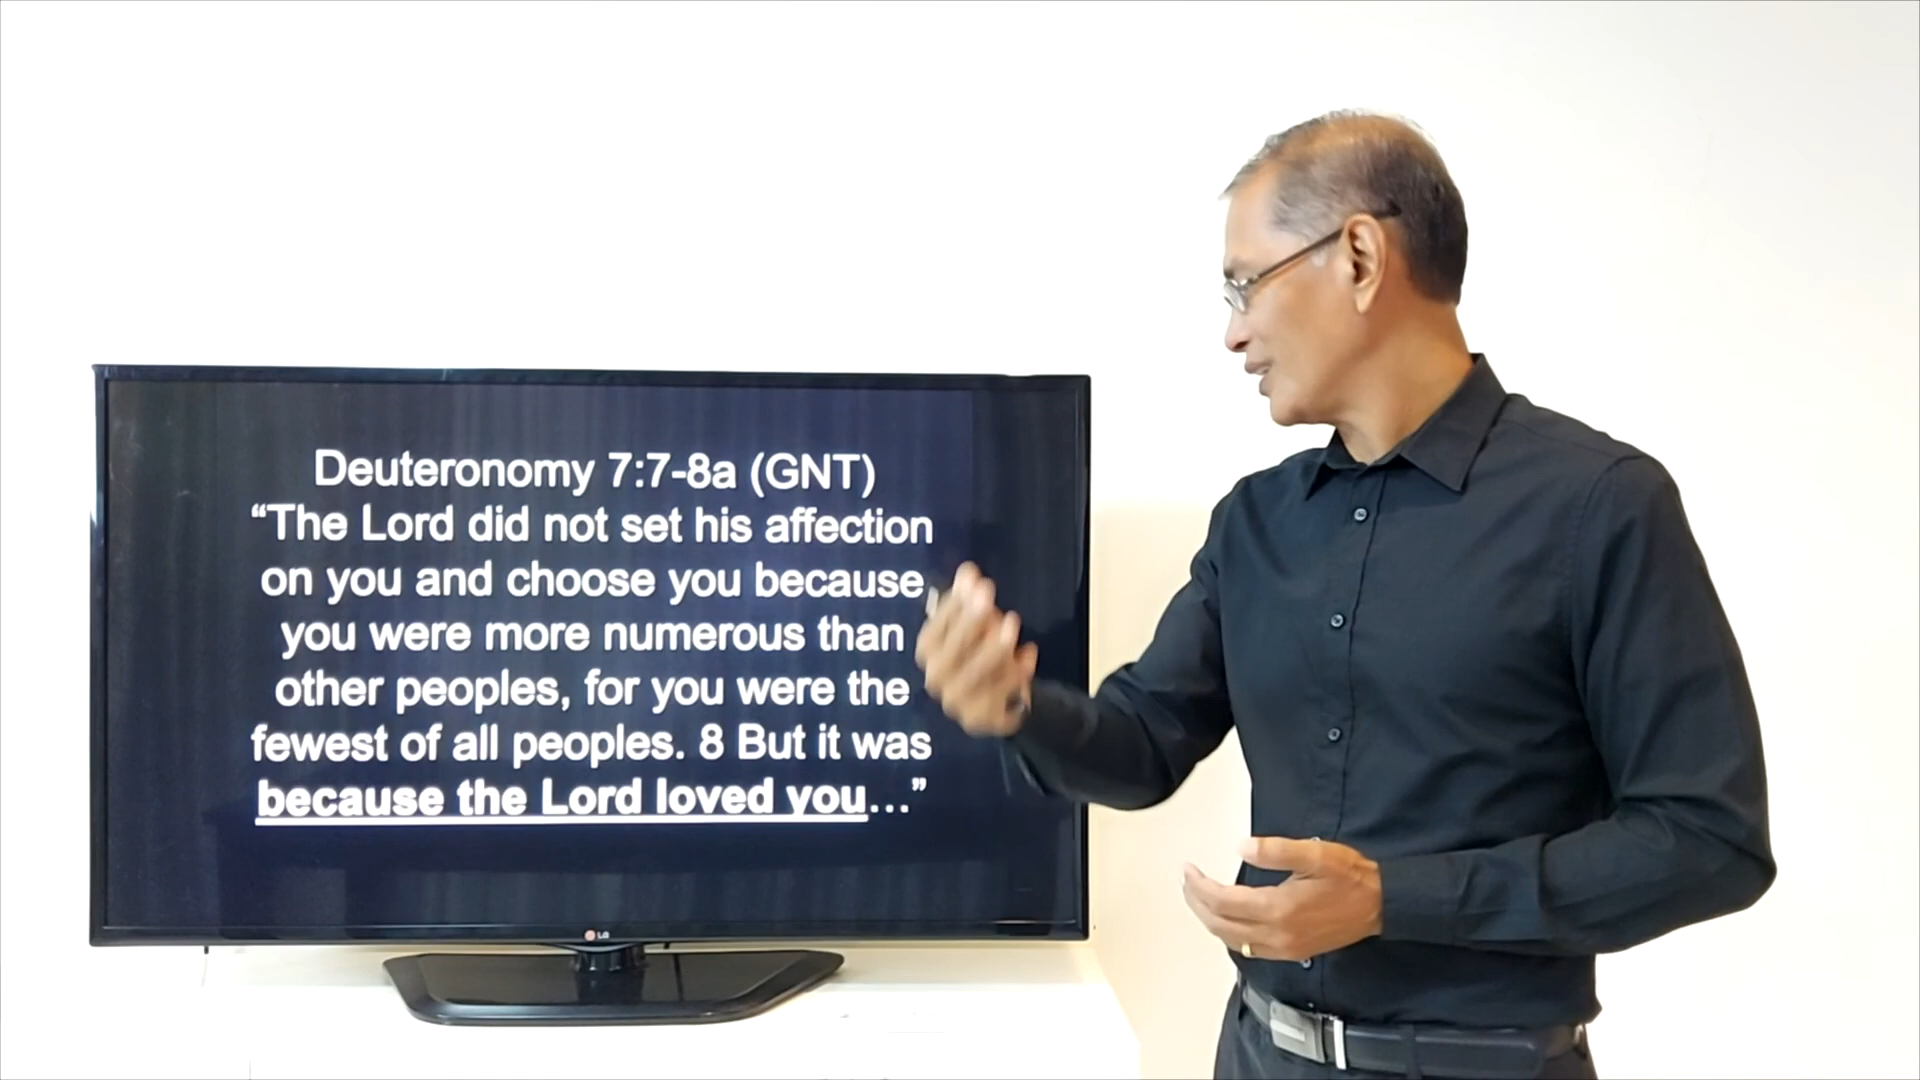 Deuteronomy 7:7-8a (GNT)
“The Lord did not set his affection
on you and choose you because
you were more numerous than
other peoples, for you were the
fewest of all peoples. 8 But it was
because the Lord loved you…”
LG